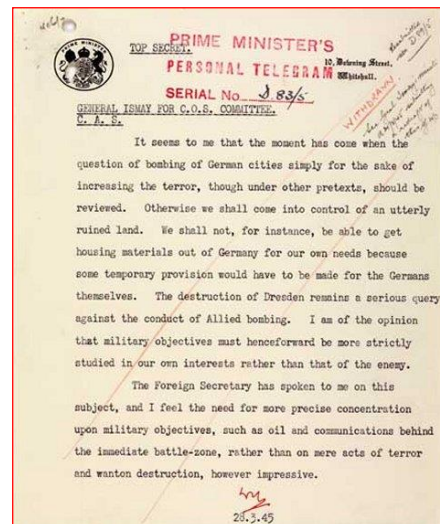 PRIME MINISTER'S
TOP SECRET.
10, Downing Street,
PERSONAL TELEGRAM Whitehall.
SERIAL No D.83/5
GENERAL ISMAY FOR C.O.S. COMMITTEE.
C. A. S.
WITHDRAWN
It seems to me that the moment has come when the
question of bombing of German cities simply for the sake of
increasing the terror, though under other pretexts, should be
reviewed. Otherwise we shall come into control of an utterly
ruined land. We shall not, for instance, be able to get
housing materials out of Germany for our own needs because
some temporary provision would have to be made for the Germans
themselves. The destruction of Dresden remains a serious query
against the conduct of Allied bombing. I am of the opinion
that military objectives must henceforward be more strictly
studied in our own interests rather than that of the enemy.
The Foreign Secretary has spoken to me on this
subject, and I feel the need for more precise concentration
upon military objectives, such as oil and communications behind
the immediate battle-zone, rather than on mere acts of terror
and wanton destruction, however impressive.
28.3.45